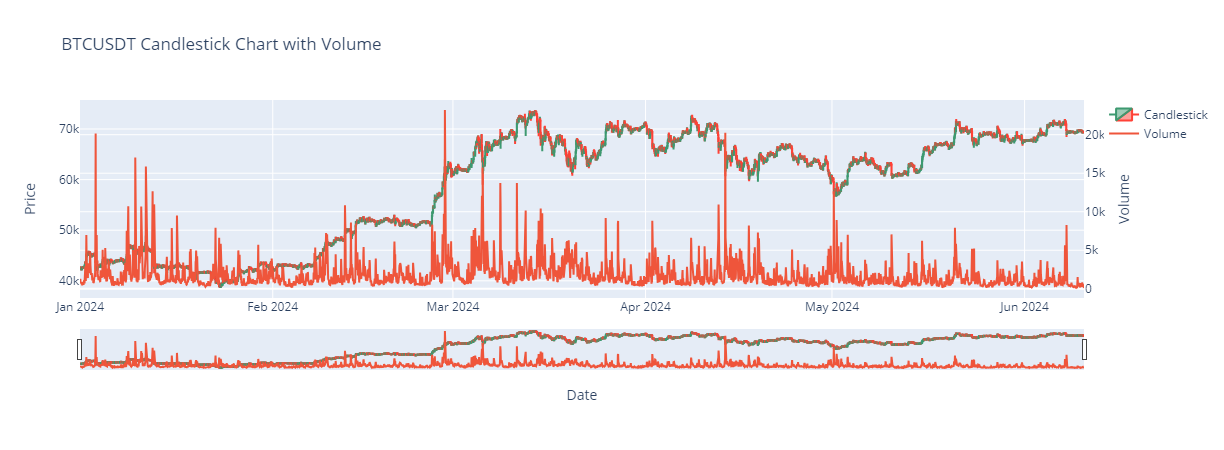 BTCUSDT Candlestick Chart with Volume
Candlestick
Volume
70k
60k
50k
40k
Price
20k
15k
10k
5k
0
Volume
Jan 2024
Feb 2024
Mar 2024
Apr 2024
May 2024
Jun 2024
Date